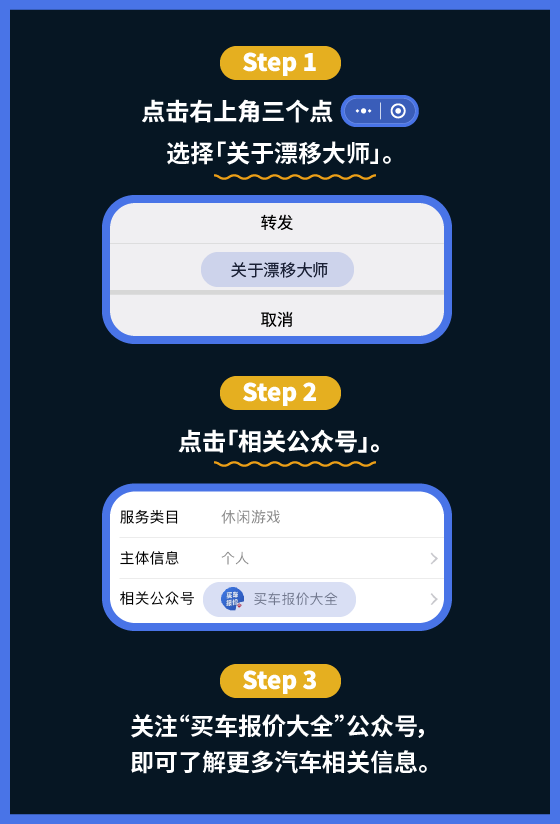 Step 1
点击右上角三个点
选择「关于漂移大师」。
转发
关于漂移大师
取消
Step 2
点击「相关公众号」。
服务类目 休闲游戏
主体信息 个人
相关公众号 买车报价 买车报价大全
Step 3
关注“买车报价大全”公众号，
即可了解更多汽车相关信息。